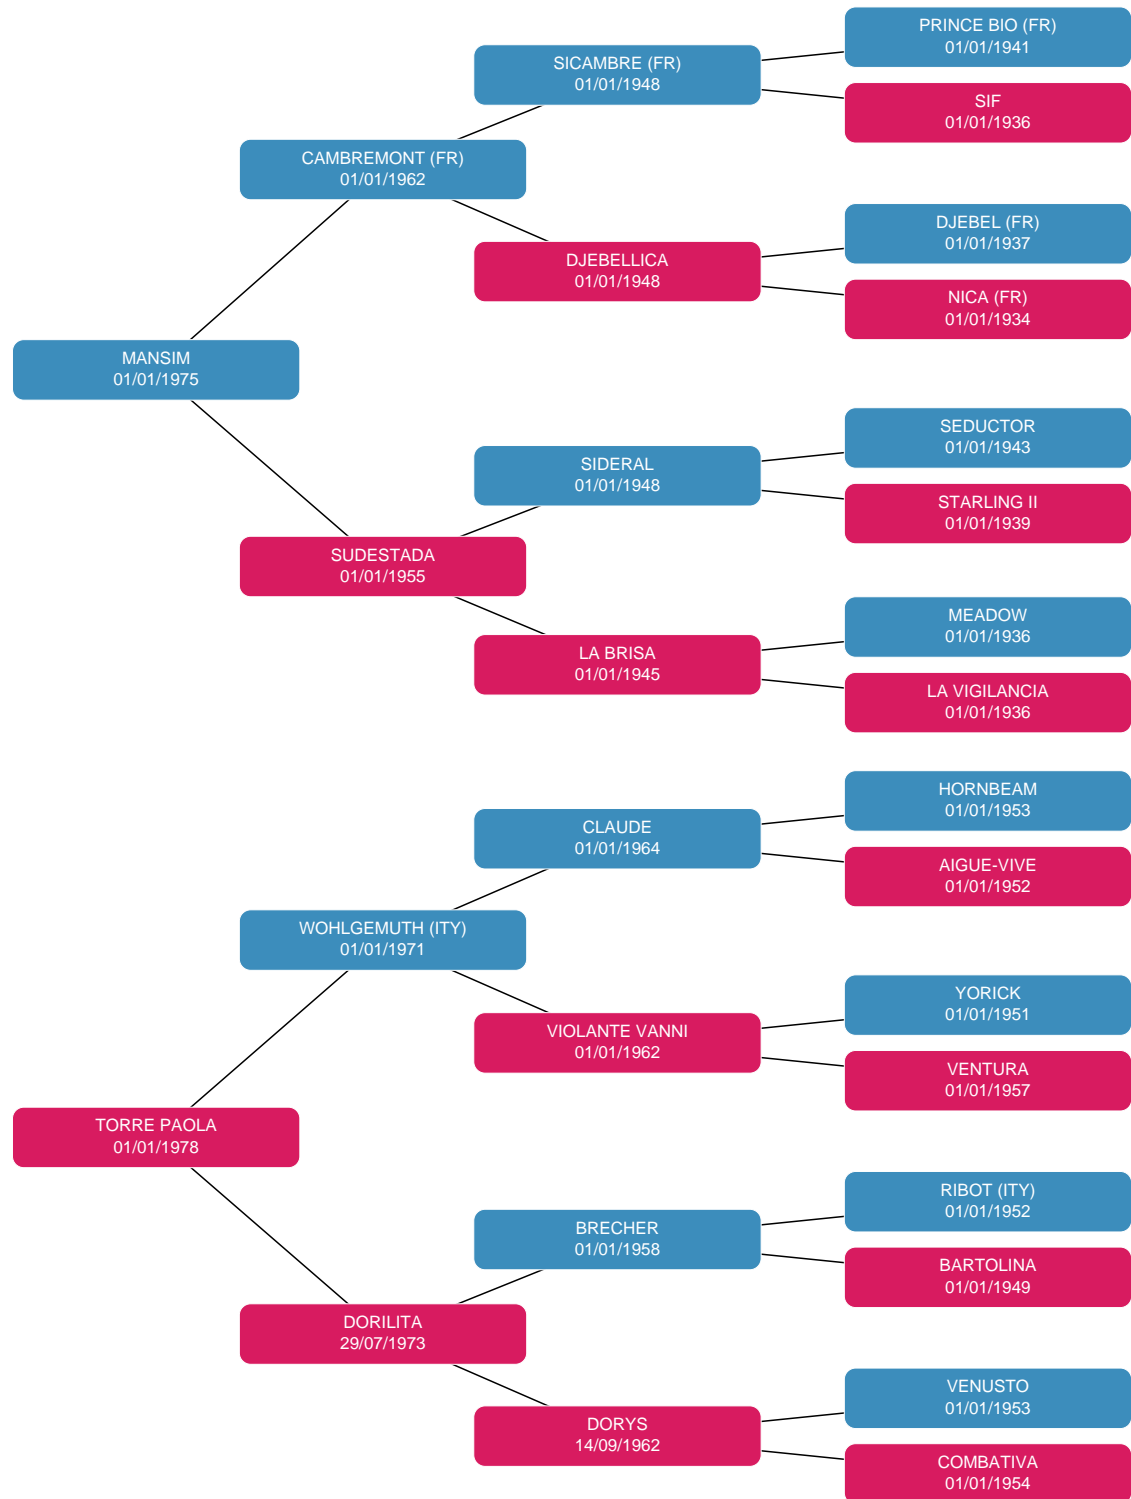 PRINCE BIO (FR)
01/01/1941
SICAMBRE (FR)
01/01/1948
SIF
01/01/1936
CAMBREMONT (FR)
01/01/1962
DJEBEL (FR)
01/01/1937
DJEBELLICA
01/01/1948
NICA (FR)
01/01/1934
MANSIM
01/01/1975
SEDUCTOR
01/01/1943
SIDERAL
01/01/1948
STARLING II
01/01/1939
SUDESTADA
01/01/1955
MEADOW
01/01/1936
LA BRISA
01/01/1945
LA VIGILANCIA
01/01/1936
HORNBEAM
01/01/1953
CLAUDE
01/01/1964
AIGUE-VIVE
01/01/1952
WOHLGEMUTH (ITY)
01/01/1971
YORICK
01/01/1951
VIOLANTE VANNI
01/01/1962
VENTURA
01/01/1957
TORRE PAOLA
01/01/1978
RIBOT (ITY)
01/01/1952
BRECHER
01/01/1958
BARTOLINA
01/01/1949
DORILITA
29/07/1973
VENUSTO
01/01/1953
DORYS
14/09/1962
COMBATIVA
01/01/1954